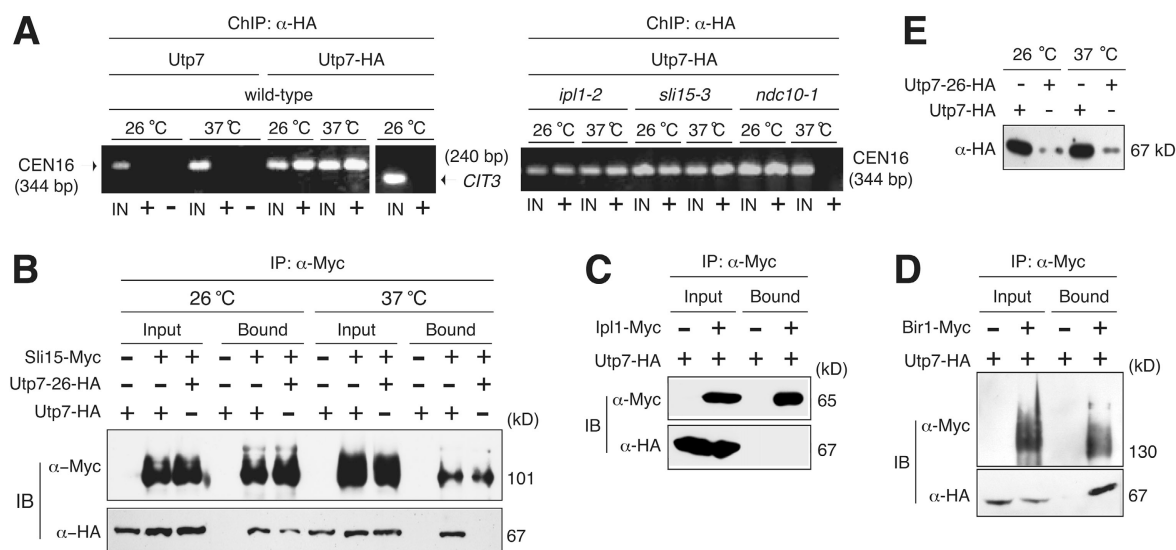 A
ChIP: α-HA
Utp7 Utp7-HA
wild-type
26 °C 37 °C 26 °C 37 °C 26 °C
CEN16
(344 bp)
(240 bp)
CIT3
IN + - IN + - IN + IN + IN +
ChIP: α-HA
Utp7-HA
ipl1-2 sli15-3 ndc10-1
26 °C 37 °C 26 °C 37 °C 26 °C 37 °C
CEN16
(344 bp)
IN + IN + IN + IN + IN + IN +
E
26 °C 37 °C
Utp7-26-HA - + - +
Utp7-HA + - + -
α-HA 67 kD
B
IP: α-Myc
26 °C 37 °C
Input Bound Input Bound
Sli15-Myc - + + - + + - + + - + +
Utp7-26-HA - - + - - + - - + - - +
Utp7-HA + + - + + - + + - + + -
(kD)
IB
α–Myc 101
α–HA 67
C
IP: α-Myc
Input Bound
Ipl1-Myc - + - +
Utp7-HA + + + +
(kD)
IB
α-Myc 65
α-HA 67
D
IP: α-Myc
Input Bound
Bir1-Myc - + - +
Utp7-HA + + + +
(kD)
IB
α-Myc 130
α-HA 67